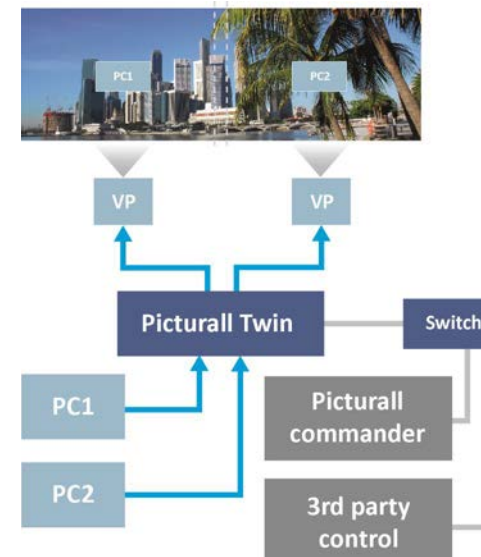 PC1
PC2
VP
VP
Picturall Twin
Switch
PC1
Picturall
commander
PC2
3rd party
control